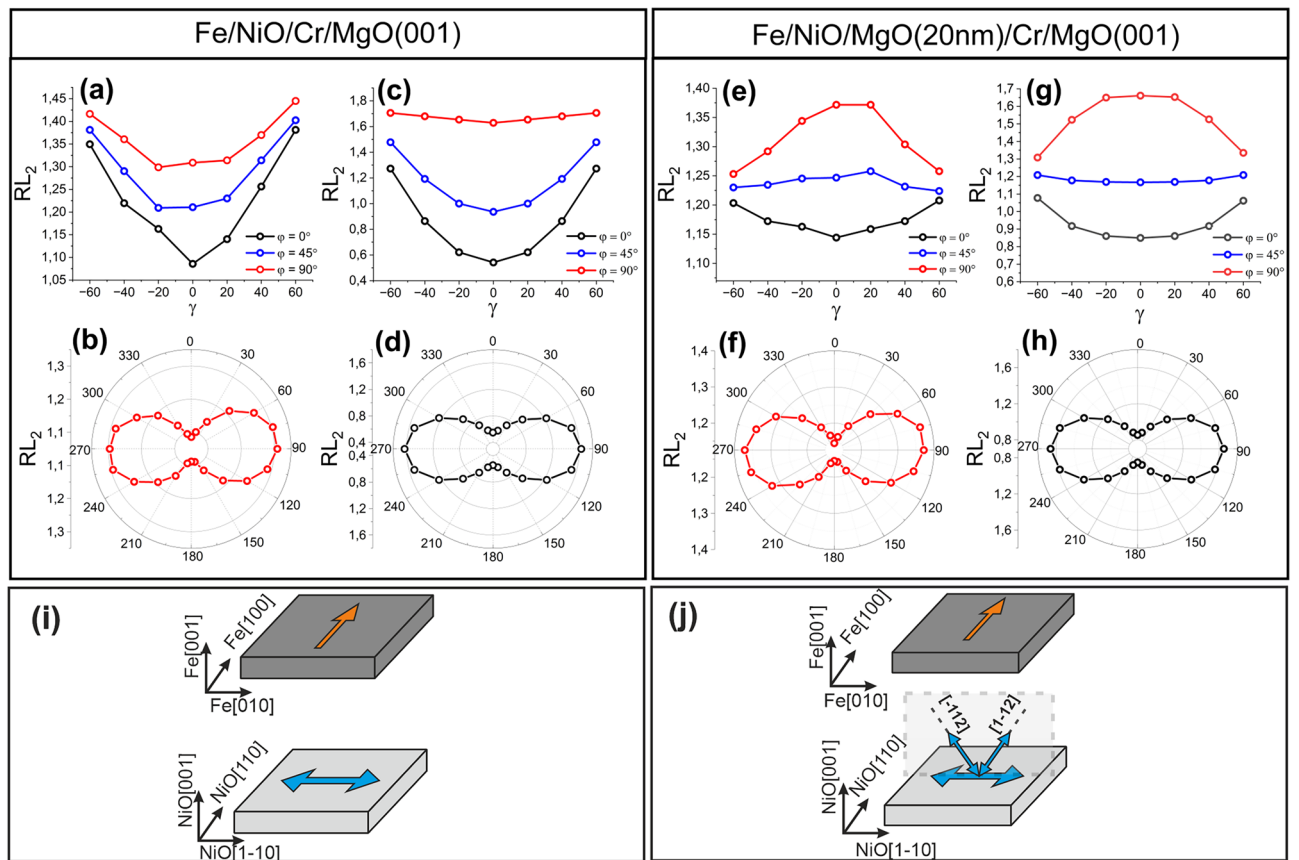 Fe/NiO/Cr/MgO(001)
Fe/NiO/MgO(20nm)/Cr/MgO(001)
(a)
RL2
1,45
1,40
1,35
1,30
1,25
1,20
1,15
1,10
1,05
−60 −40 −20 0 20 40 60
γ
φ = 0°
φ = 45°
φ = 90°
(c)
RL2
1,8
1,6
1,4
1,2
1,0
0,8
0,6
0,4
−60 −40 −20 0 20 40 60
γ
φ = 0°
φ = 45°
φ = 90°
(e)
RL2
1,40
1,35
1,30
1,25
1,20
1,15
1,10
−60 −40 −20 0 20 40 60
γ
φ = 0°
φ = 45°
φ = 90°
(g)
RL2
1,7
1,6
1,5
1,4
1,3
1,2
1,1
1,0
0,9
0,8
0,7
0,6
−60 −40 −20 0 20 40 60
γ
φ = 0°
φ = 45°
φ = 90°
(b)
RL2
1,3
1,2
1,1
1,1
1,2
1,3
0
30
60
90
120
150
180
210
240
270
300
330
(d)
RL2
1,6
1,2
0,8
0,4
0,8
1,2
1,6
0
30
60
90
120
150
180
210
240
270
300
330
(f)
RL2
1,4
1,3
1,2
1,2
1,3
1,4
0
30
60
90
120
150
180
210
240
270
300
330
(h)
RL2
1,6
1,2
0,8
1,2
1,6
0
30
60
90
120
150
180
210
240
270
300
330
(i)
Fe[001]
Fe[100]
Fe[010]
NiO[001]
NiO[110]
NiO[1-10]
(j)
Fe[001]
Fe[100]
Fe[010]
[-112]
[1-12]
NiO[001]
NiO[110]
NiO[1-10]